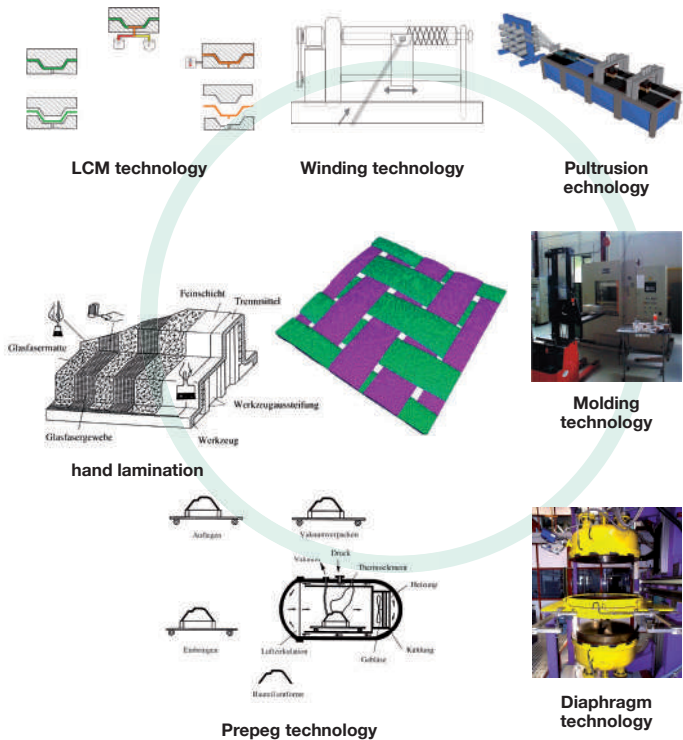 LCM technology
Winding technology
Pultrusion
echnology
Feinschicht
Trennmittel
Glasfasermatte
Werkzeugaussteifung
Glasfasergewebe
Werkzeug
hand lamination
Molding
technology
Auflegen
Vakuumverpacken
Vakuum
Druck
Thermoelement
Heizung
Einbringen
Luftzirkulation
Gebläse
Kühlung
Prepeg technology
Diaphragm
technology